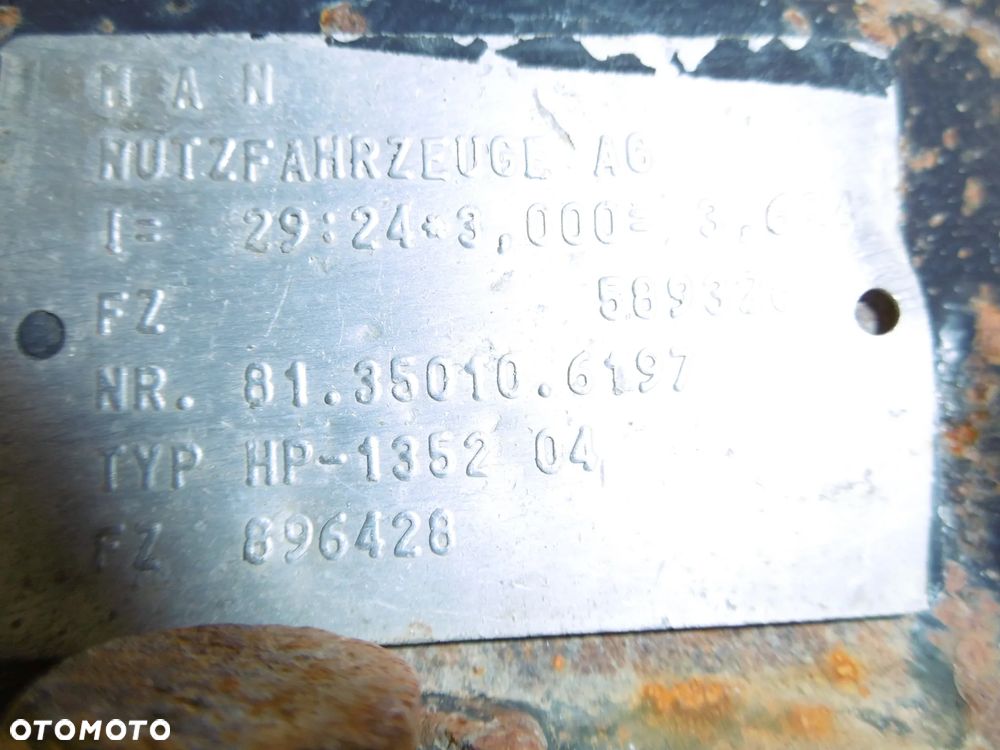 M A N
NUTZFAHRZEUGE AG
I= 29:24*3,000=
FZ
NR. 81.35010.6197
TYP HP-1352 04
FZ 896428
OTOMOTO